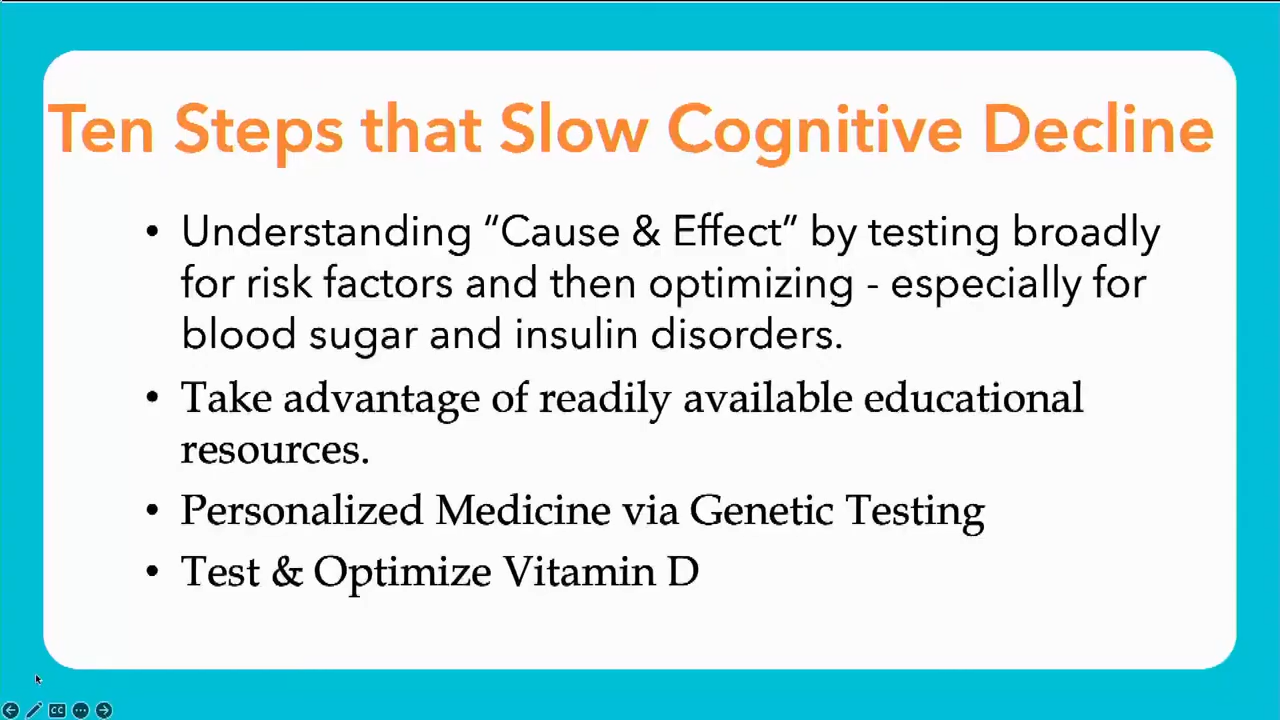 Ten Steps that Slow Cognitive Decline
• Understanding “Cause & Effect” by testing broadly
for risk factors and then optimizing - especially for
blood sugar and insulin disorders.
• Take advantage of readily available educational
resources.
• Personalized Medicine via Genetic Testing
• Test & Optimize Vitamin D
CC